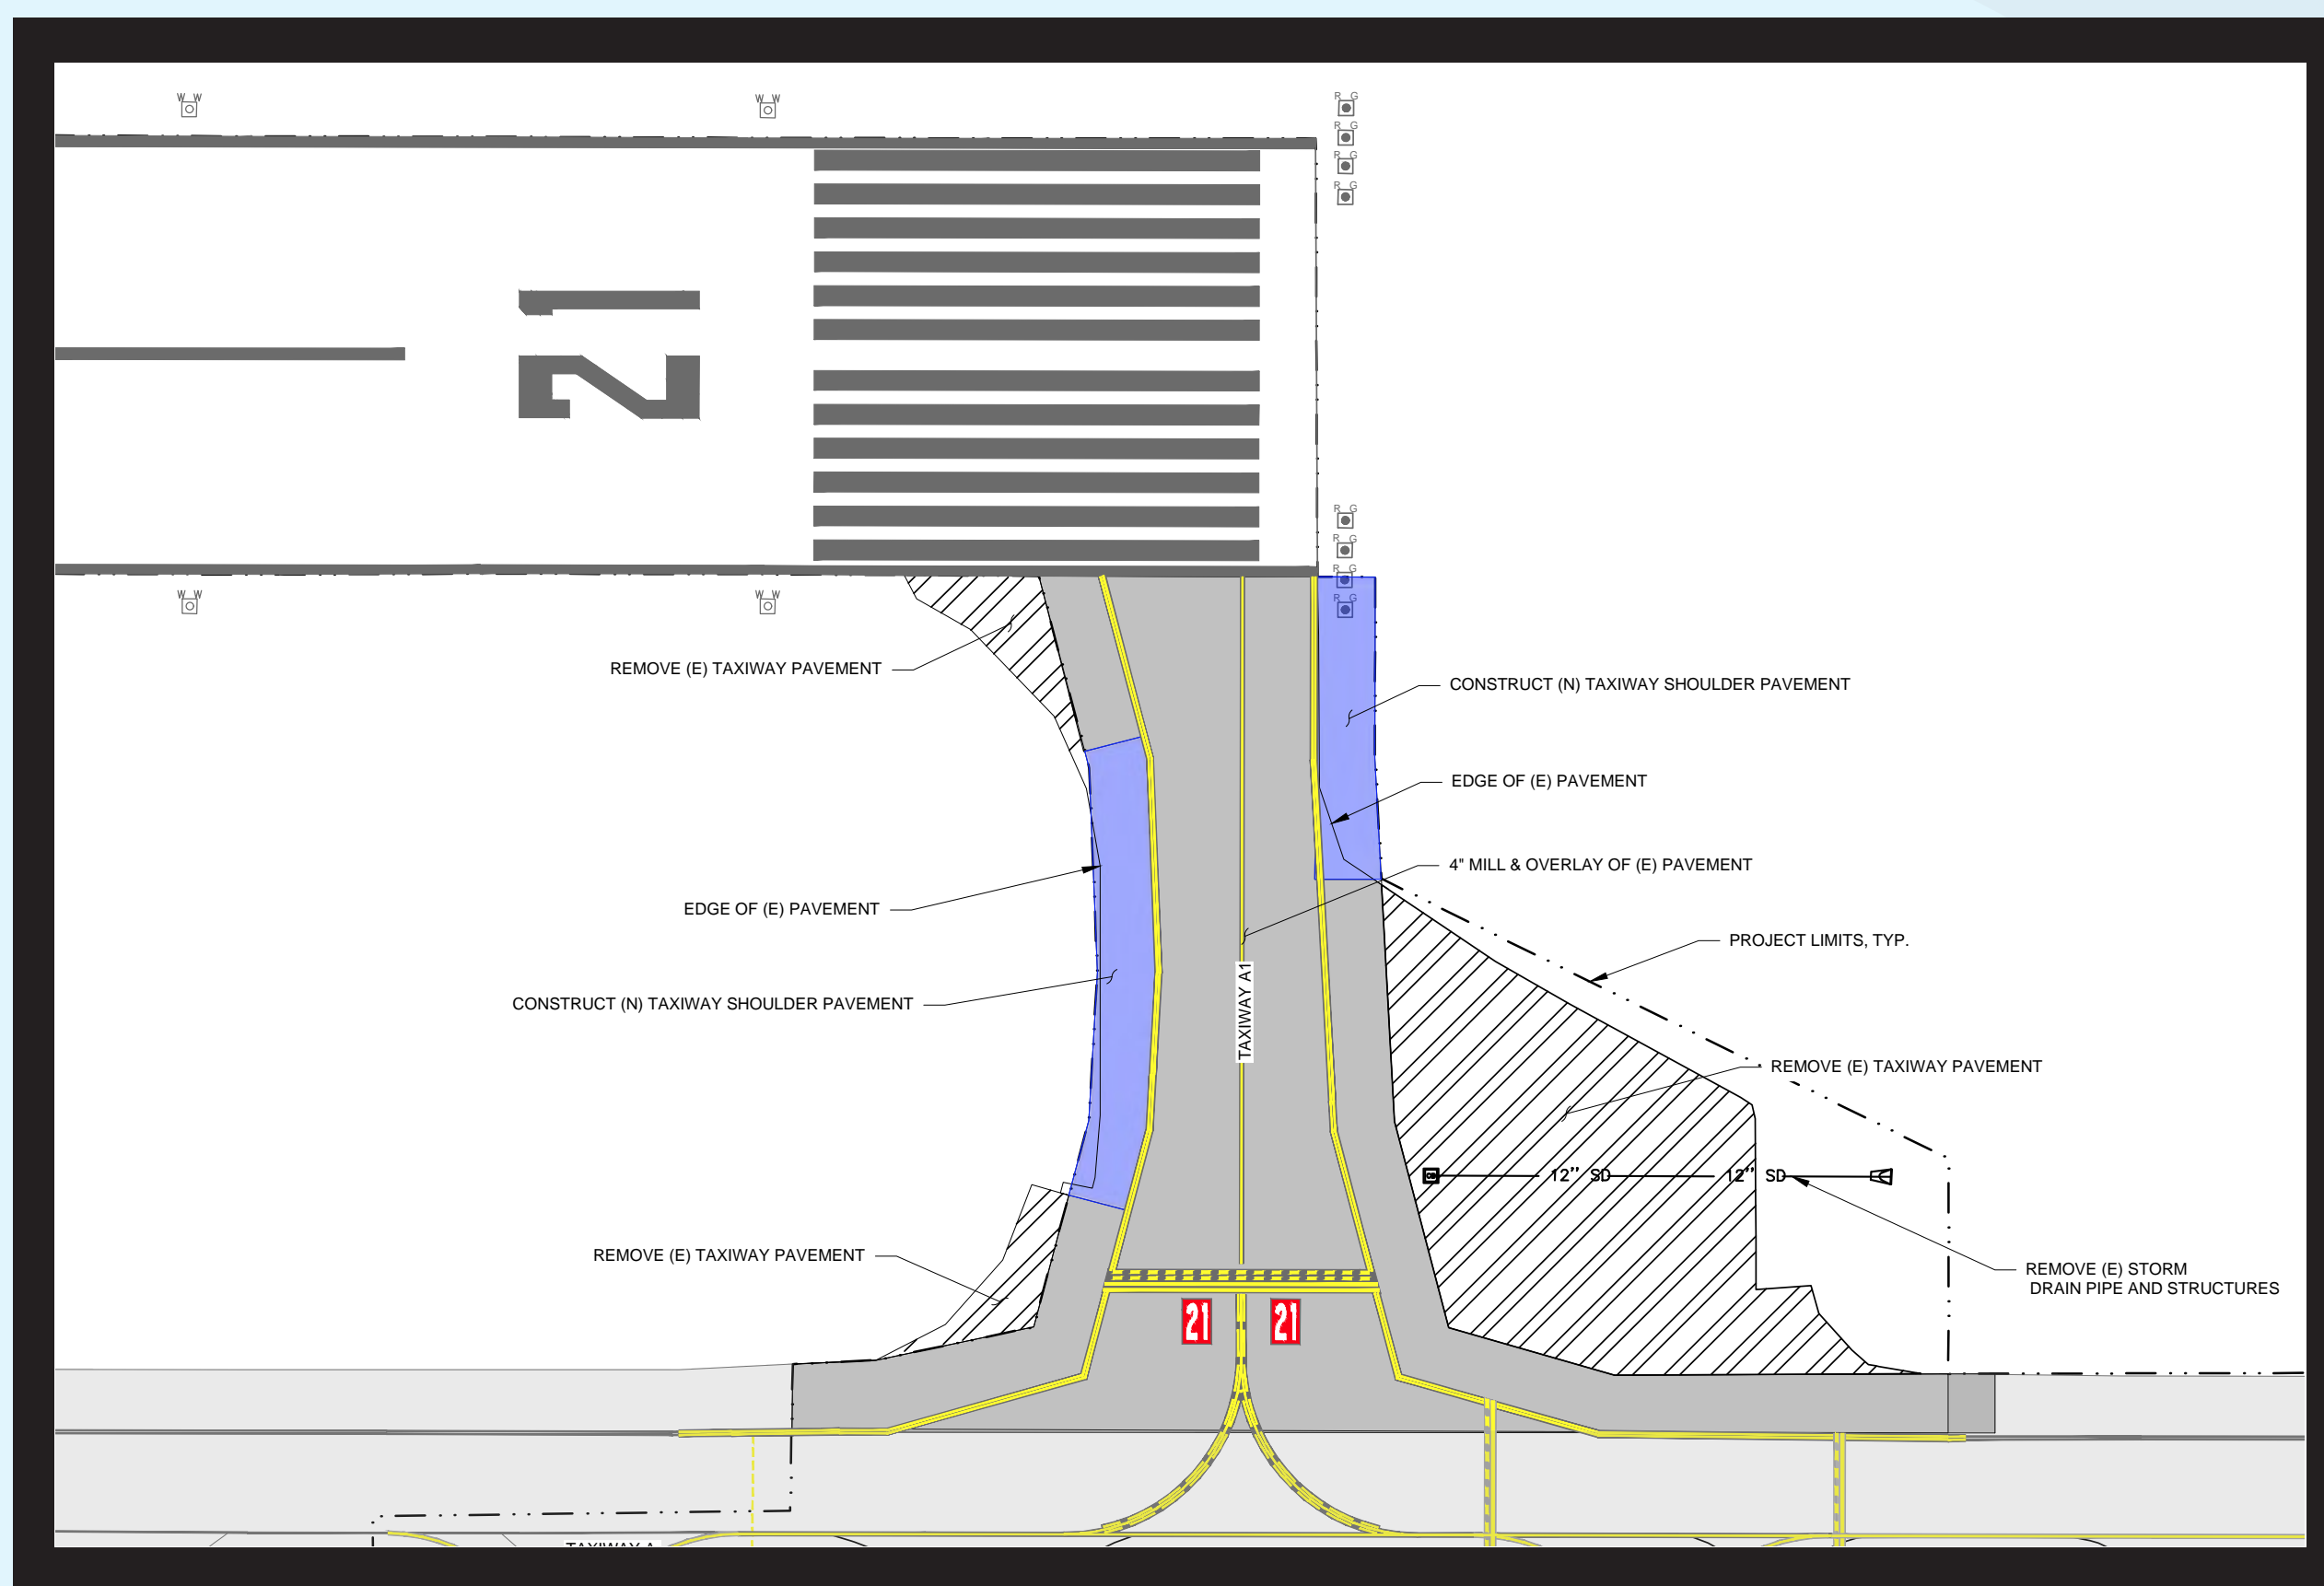 W W
W W
R G
R G
R G
R G
21
R G
R G
R G
R G
W W
W W
REMOVE (E) TAXIWAY PAVEMENT
CONSTRUCT (N) TAXIWAY SHOULDER PAVEMENT
EDGE OF (E) PAVEMENT
4" MILL & OVERLAY OF (E) PAVEMENT
EDGE OF (E) PAVEMENT
PROJECT LIMITS, TYP.
CONSTRUCT (N) TAXIWAY SHOULDER PAVEMENT
TAXIWAY A1
REMOVE (E) TAXIWAY PAVEMENT
12" SD
12" SD
REMOVE (E) TAXIWAY PAVEMENT
REMOVE (E) STORM
DRAIN PIPE AND STRUCTURES
21
21
TAXIWAY A